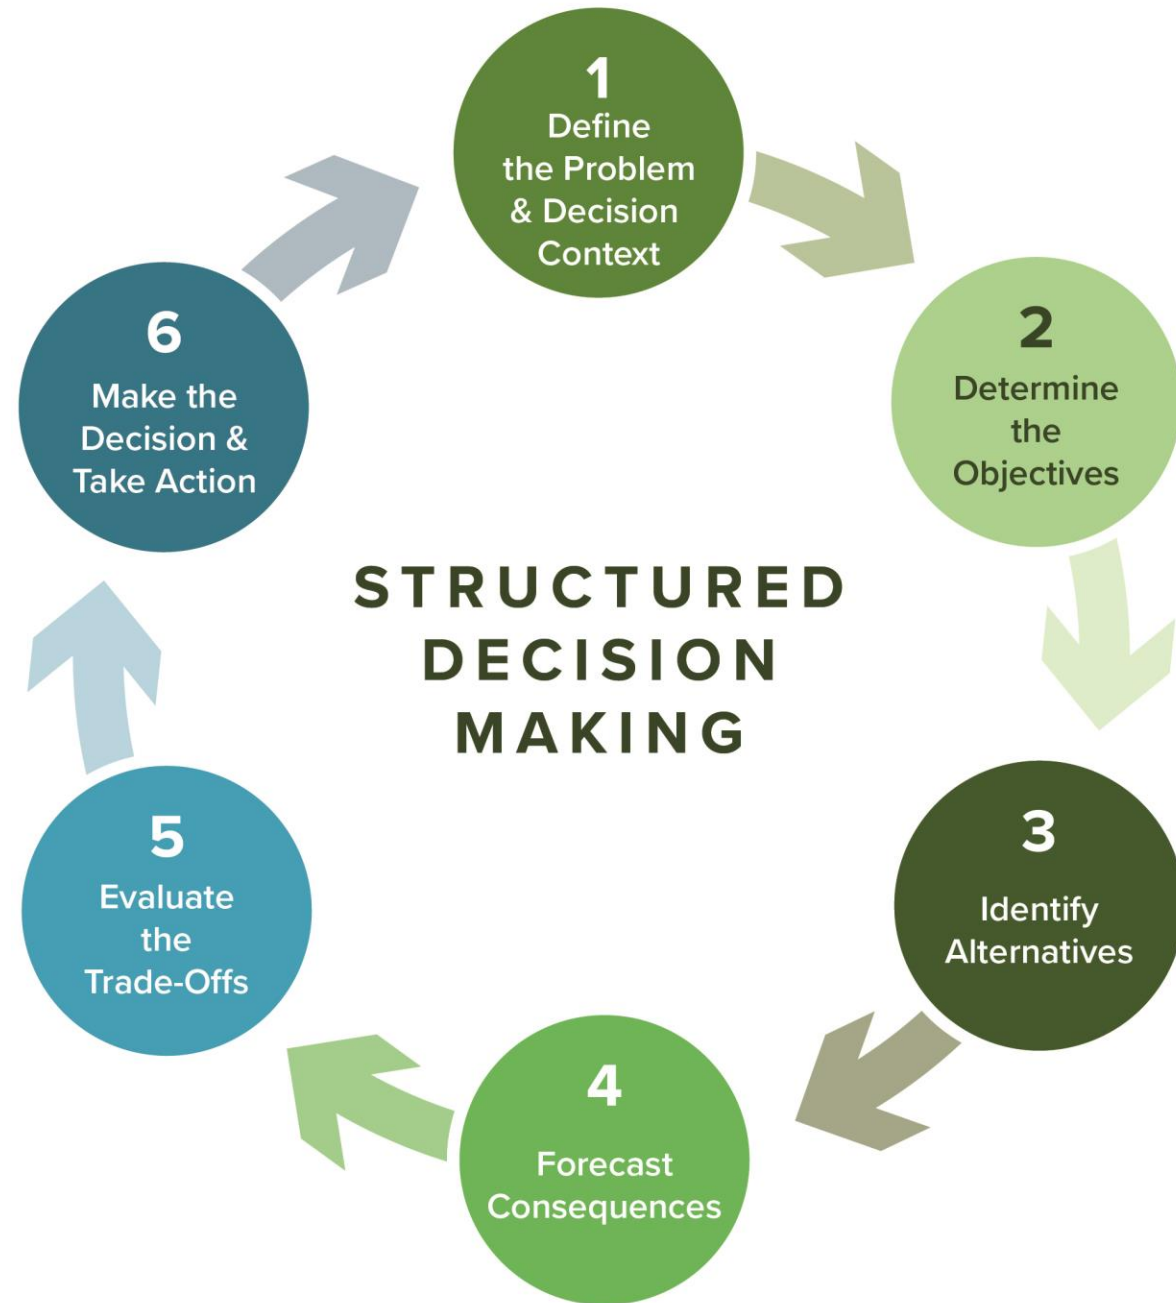 1
Define
the Problem
& Decision
Context
2
Determine
the
Objectives
3
Identify
Alternatives
4
Forecast
Consequences
5
Evaluate
the
Trade-Offs
6
Make the
Decision &
Take Action
STRUCTURED
DECISION
MAKING